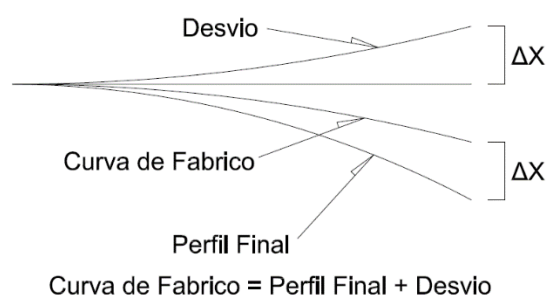 Desvio
ΔX
Curva de Fabrico
ΔX
Perfil Final
Curva de Fabrico = Perfil Final + Desvio